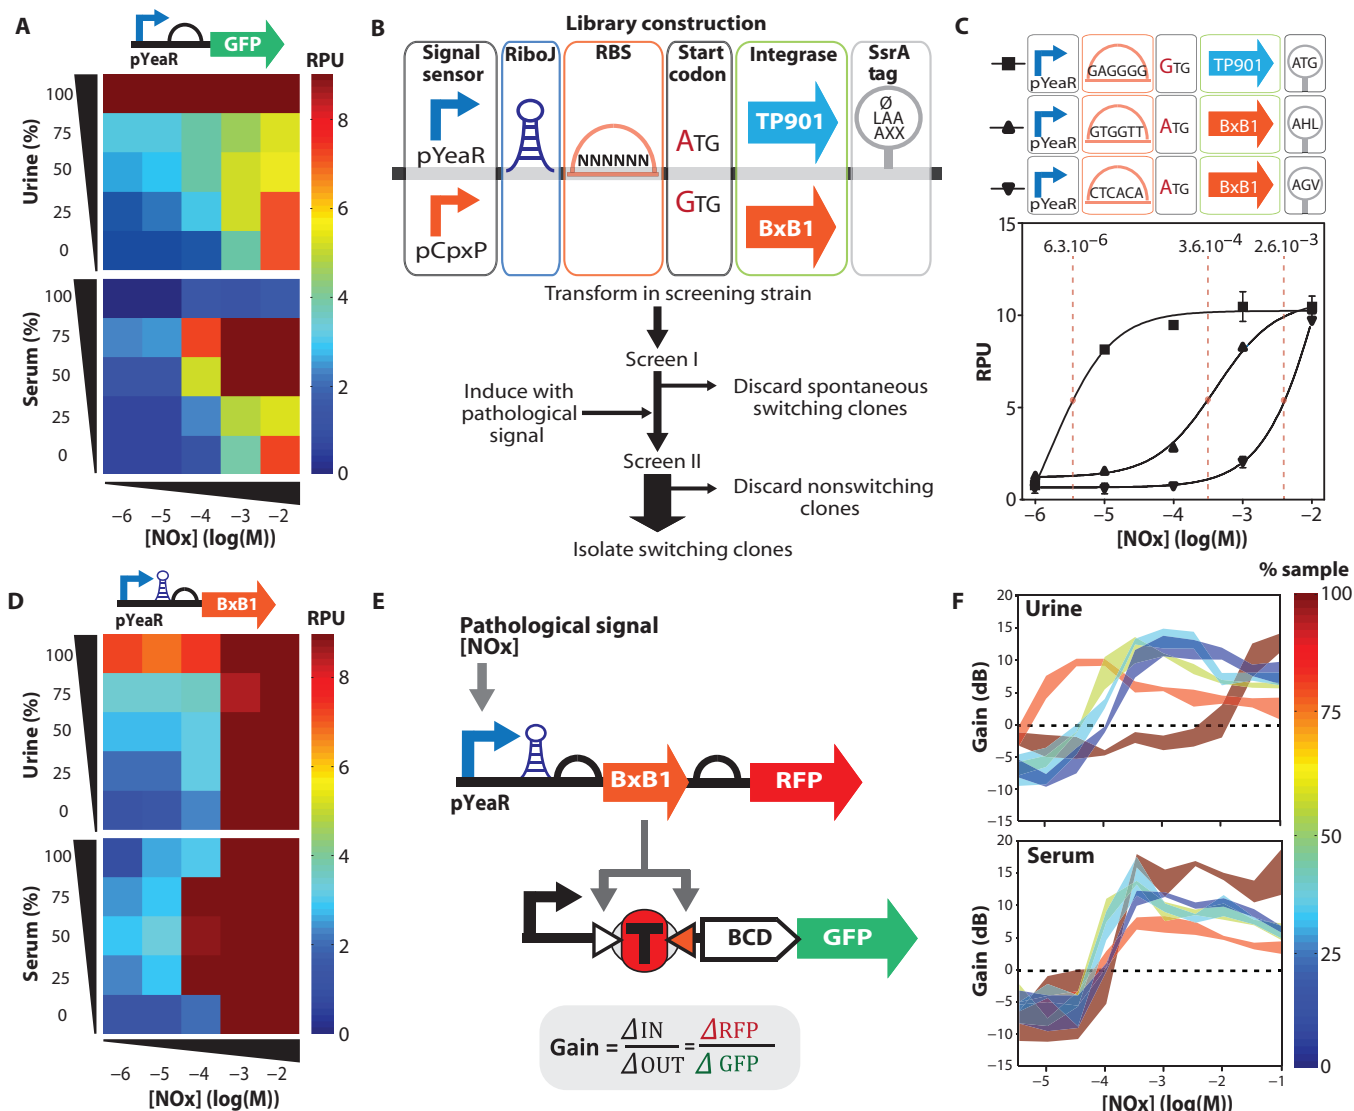 A
pYeaR
GFP
RPU
Urine (%)
100
75
50
25
0
Serum (%)
100
75
50
25
0
8
6
4
2
0
−6 −5 −4 −3 −2
[NOx] (log(M))
B
Library construction
Signal sensor
RiboJ
RBS
Start codon
Integrase
SsrA tag
pYeaR
pCpxP
NNNNNN
ATG
GTG
TP901
BxB1
Ø
LAA
AXX
Transform in screening strain
Screen I
Induce with
pathological
signal
Discard spontaneous
switching clones
Screen II
Discard nonswitching
clones
Isolate switching clones
C
pYeaR GAGGGG GTG TP901 ATG
pYeaR GTGGTT ATG BxB1 AHL
pYeaR CTCACA ATG BxB1 AGV
15
10
5
0
RPU
6.3.10−6
3.6.10−4
2.6.10−3
−6 −5 −4 −3 −2
[NOx] (log(M))
D
pYeaR
BxB1
RPU
Urine (%)
100
75
50
25
0
Serum (%)
100
75
50
25
0
8
6
4
2
0
−6 −5 −4 −3 −2
[NOx] (log(M))
E
Pathological signal
[NOx]
pYeaR
BxB1
RFP
T
BCD
GFP
Gain = ΔIN / ΔOUT = ΔRFP / Δ GFP
F
% sample
100
75
50
25
0
Urine
20
15
10
5
0
−5
−10
−15
Gain (dB)
Serum
20
15
10
5
0
−5
−10
−15
Gain (dB)
−5 −4 −3 −2 −1
[NOx] (log(M))